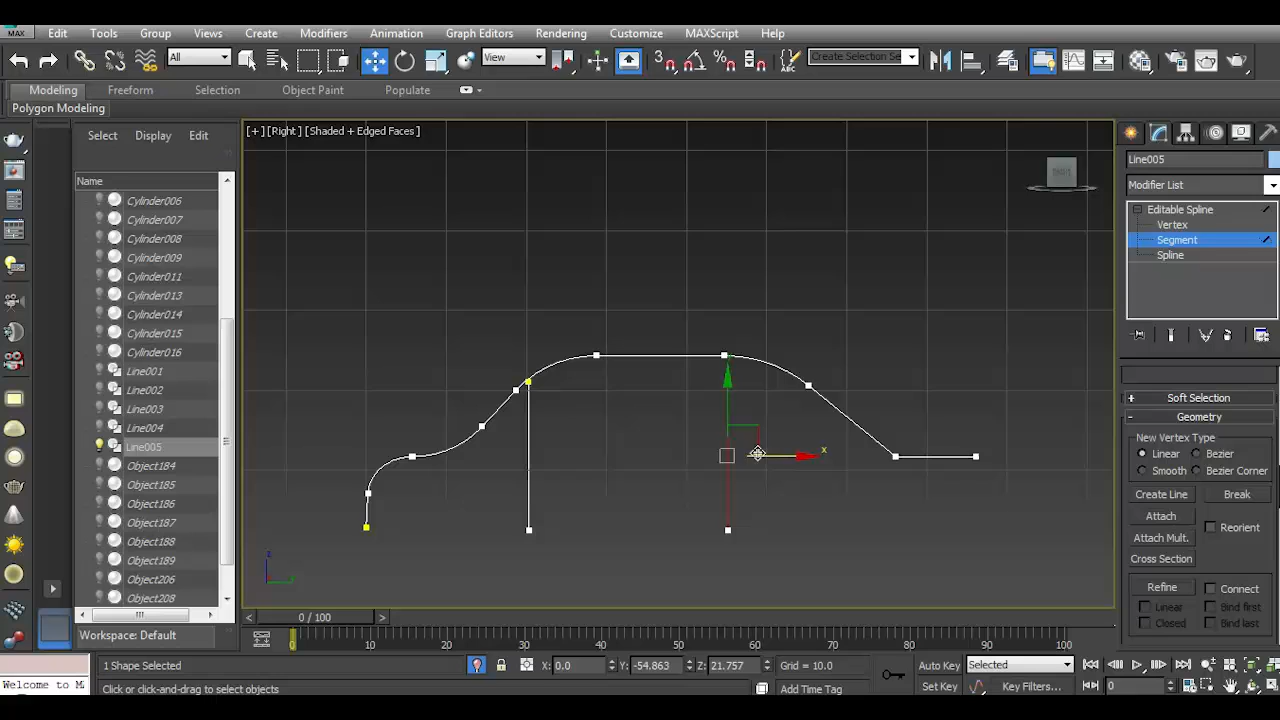 MAX Edit Tools Group Views Create Modifiers Animation Graph Editors Rendering Customize MAXScript Help
All View Create Selection Se
Modeling Freeform Selection Object Paint Populate
Polygon Modeling
Select Display Edit
[+][Right][Shaded + Edged Faces]
Name
Cylinder006
Cylinder007
Cylinder008
Cylinder009
Cylinder011
Cylinder013
Cylinder014
Cylinder015
Cylinder016
Line001
Line002
Line003
Line004
Line005
Object184
Object185
Object186
Object187
Object188
Object189
Object206
Object208
x
z
Line005
Modifier List
Editable Spline
Vertex
Segment
Spline
+ Soft Selection
- Geometry
New Vertex Type
Linear Bezier
Smooth Bezier Corner
Create Line Break
Attach
Reorient
Attach Mult.
Cross Section
Refine Connect
Linear Bind first
Closed Bind last
< 0 / 100 >
Workspace: Default
0 10 20 30 40 50 60 70 80 90 100
1 Shape Selected X: 0.0 Y: -54.863 Z: 21.757 Grid = 10.0 Auto Key Selected
Welcome to M Click or click-and-drag to select objects Add Time Tag Set Key Key Filters... 0